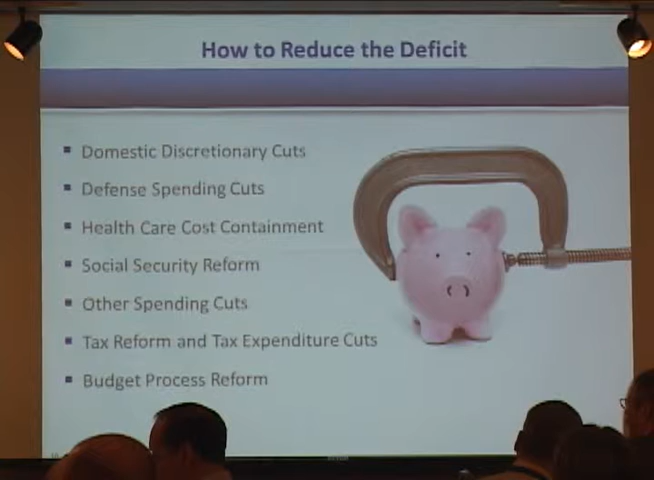 How to Reduce the Deficit
Domestic Discretionary Cuts
Defense Spending Cuts
Health Care Cost Containment
Social Security Reform
Other Spending Cuts
Tax Reform and Tax Expenditure Cuts
Budget Process Reform